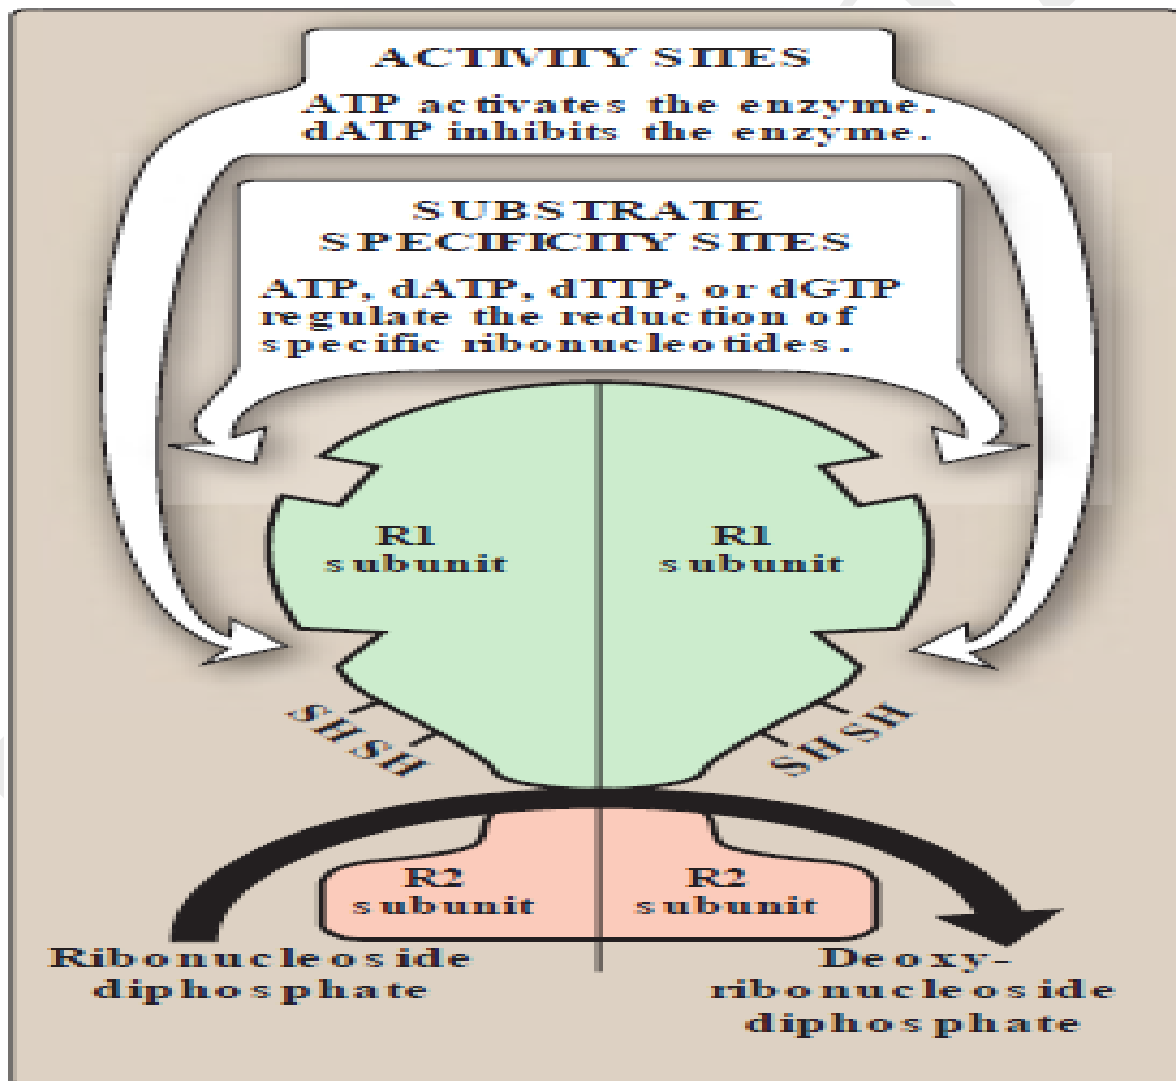 ACTIVITY SITES
ATP activates the enzyme.
dATP inhibits the enzyme.
SUBSTRATE
SPECIFICITY SITES
ATP, dATP, dTTP, or dGTP
regulate the reduction of
specific ribonucleotides.
R1
subunit
R1
subunit
SH SH
SH SH
R2
subunit
R2
subunit
Ribonucleoside
diphosphate
Deoxy-
ribonucleoside
diphosphate